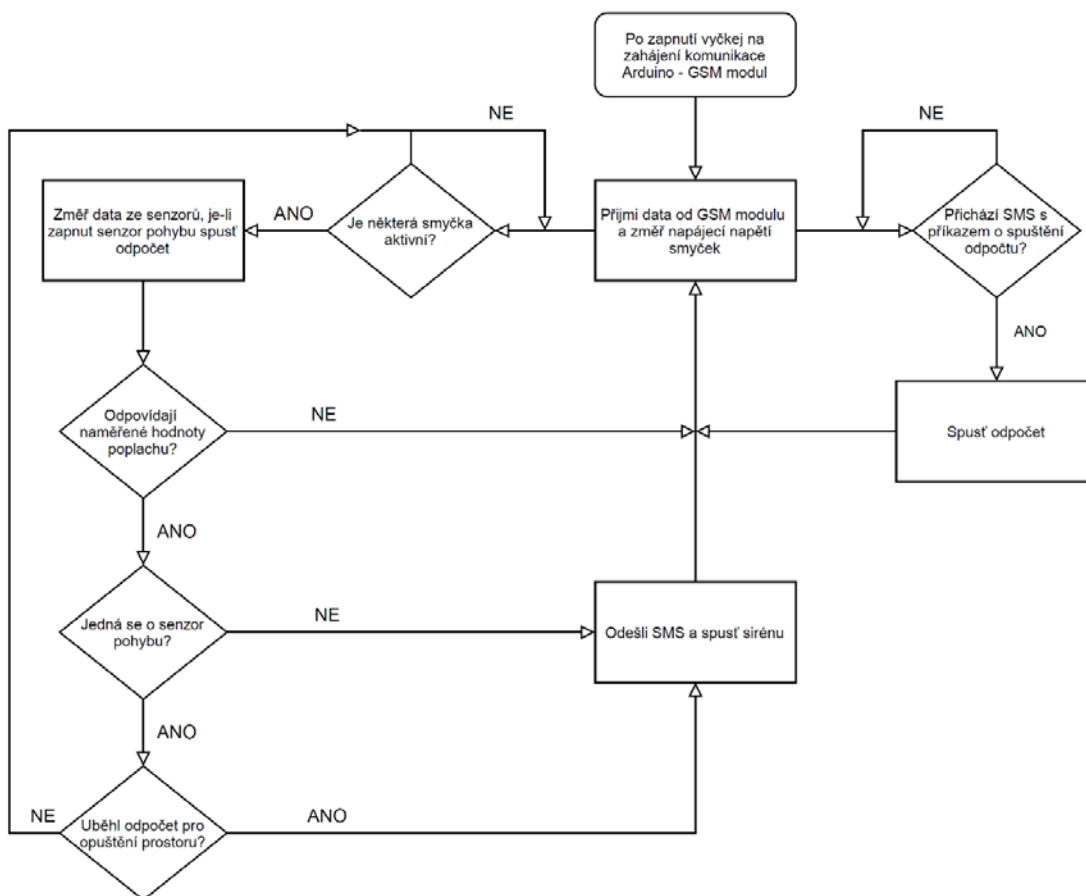 Po zapnutí vyčkej na
zahájení komunikace
Arduino - GSM modul
NE
NE
Změř data ze senzorů, je-li
zapnut senzor pohybu spusť
odpočet
ANO
Je některá smyčka
aktivní?
Příjmi data od GSM modulu
a změř napájecí napětí
smyček
Přichází SMS s
příkazem o spuštění
odpočtu?
ANO
Odpovídají
naměřené hodnoty
poplachu?
NE
Spusť odpočet
ANO
Jedná se o senzor
pohybu?
NE
Odešli SMS a spusť sirénu
ANO
NE
Uběhl odpočet pro
opuštění prostoru?
ANO